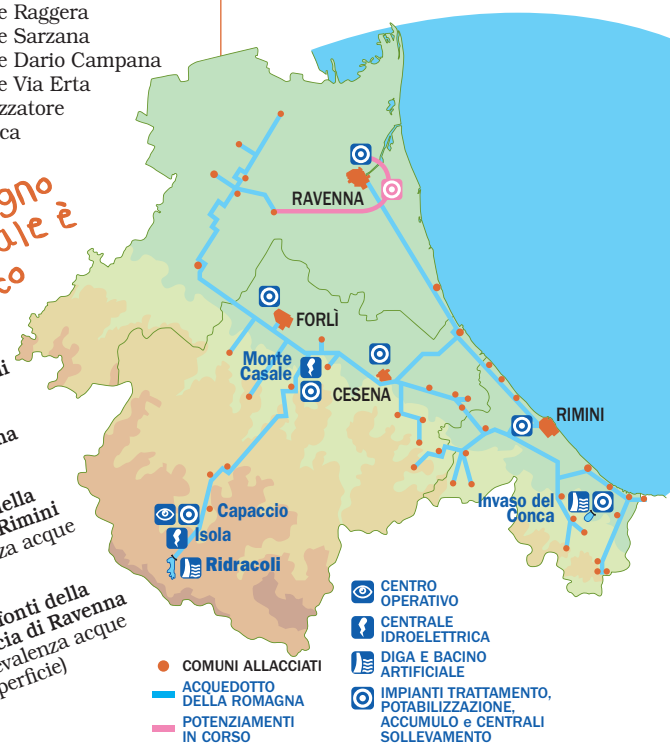 e Raggera
e Sarzana
e Dario Campana
e Via Erta
zzatore
ca
gno
ale è
co
i
na
ella
Rimini
za acque
fonti della
cia di Ravenna
evalenza acque
perficie)
RAVENNA
FORLÌ
Monte
Casale
CESENA
RIMINI
Invaso del
Conca
Capaccio
Isola
Ridracoli
COMUNI ALLACCIATI
ACQUEDOTTO
DELLA ROMAGNA
POTENZIAMENTI
IN CORSO
CENTRO
OPERATIVO
CENTRALE
IDROELETTRICA
DIGA E BACINO
ARTIFICIALE
IMPIANTI TRATTAMENTO,
POTABILIZZAZIONE,
ACCUMULO e CENTRALI
SOLLEVAMENTO